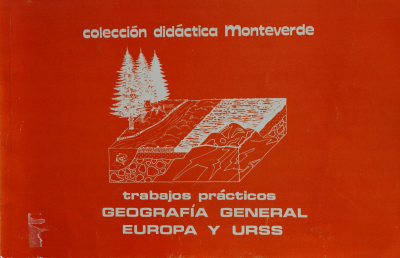 colección didáctica Monteverde
trabajos prácticos
GEOGRAFÍA GENERAL
EUROPA Y URSS